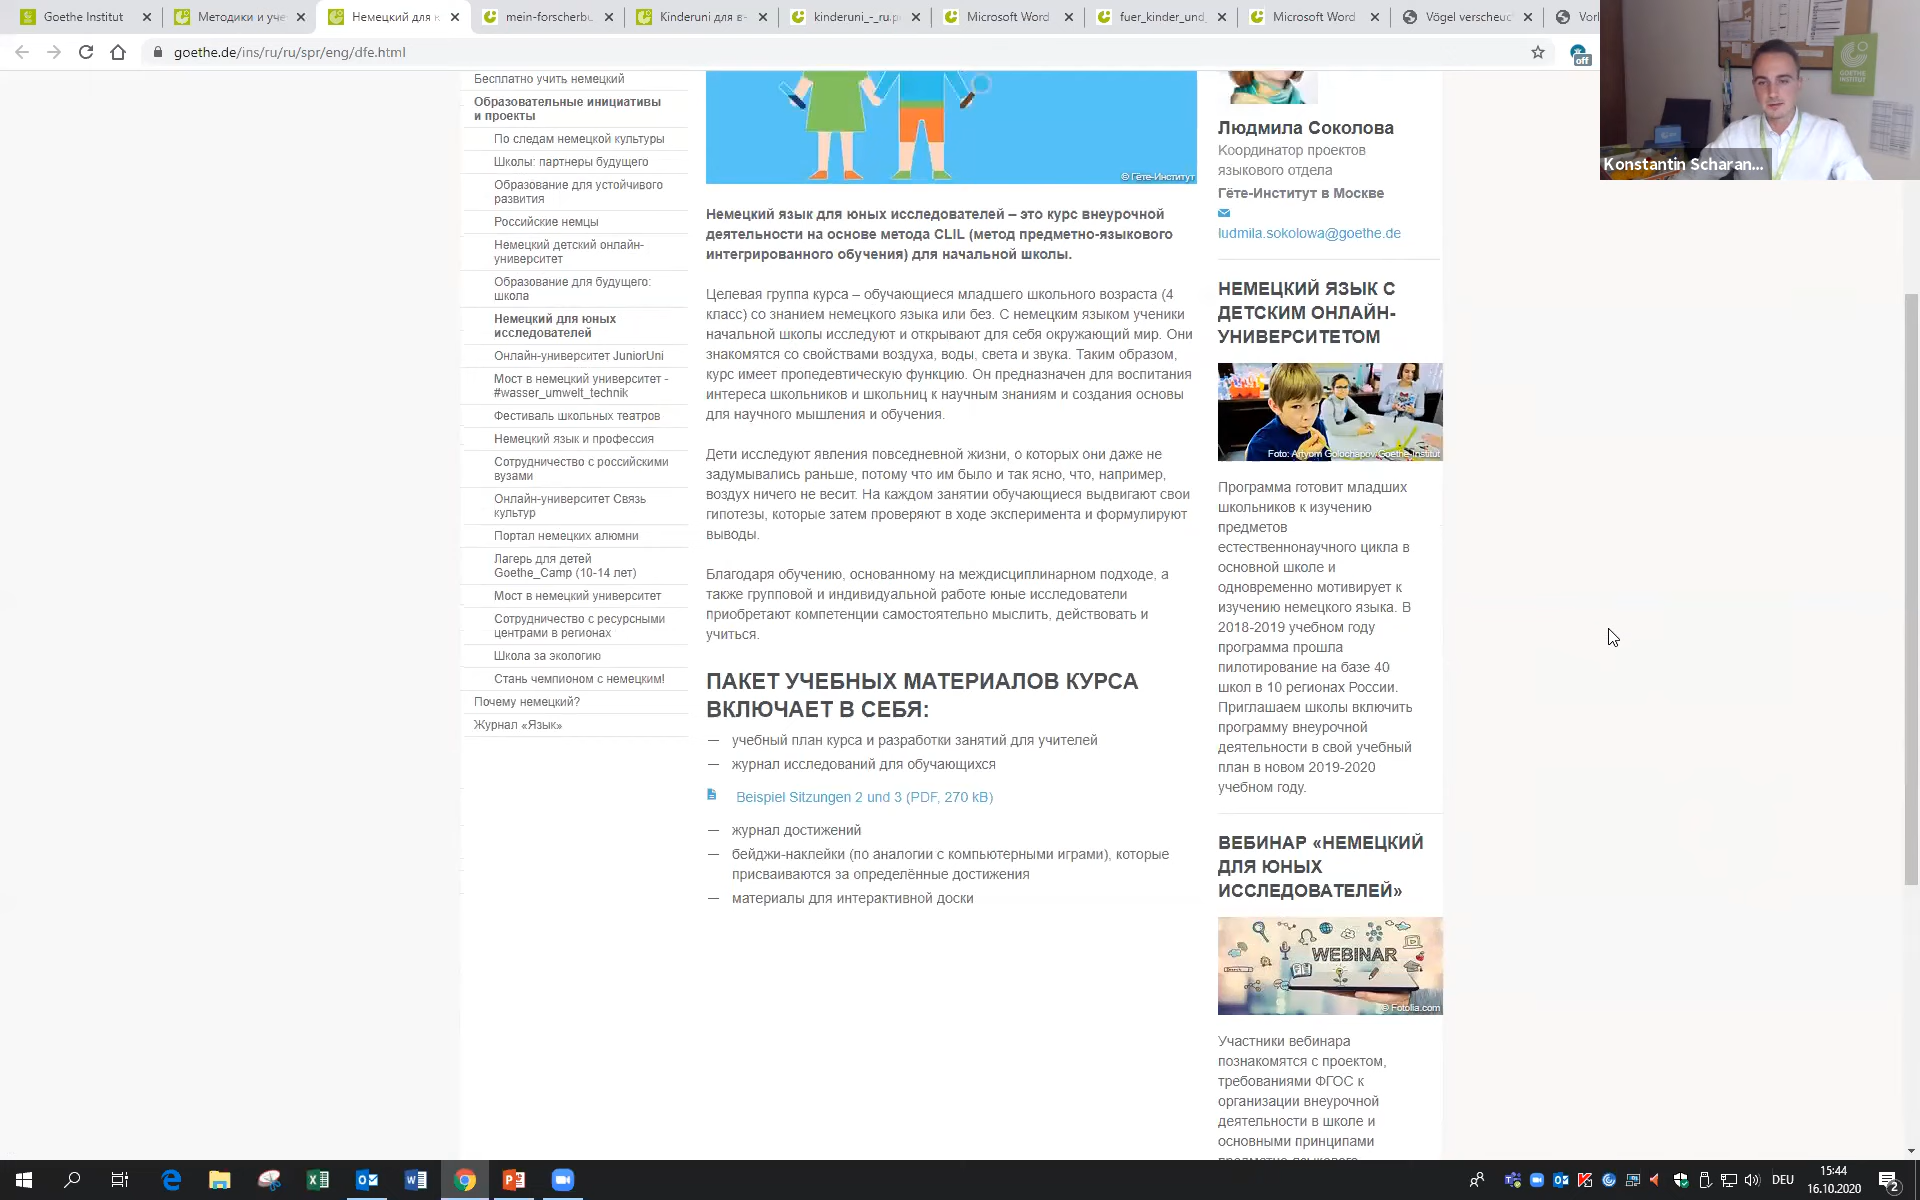 Goethe Institut
Методики и уче
Немецкий для к
mein-forscherbu
Kinderuni для в-
kinderuni_-_ru.p
Microsoft Word
fuer_kinder_und_
Microsoft Word
Vögel verscheuc
Vorl
goethe.de/ins/ru/ru/spr/eng/dfe.html
off
GOETHE
INSTITUT
Konstantin Scharan...
Бесплатно учить немецкий
Образовательные инициативы
и проекты
По следам немецкой культуры
Школы: партнеры будущего
Образование для устойчивого
развития
Российские немцы
Немецкий детский онлайн-
университет
Образование для будущего:
школа
Немецкий для юных
исследователей
Онлайн-университет JuniorUni
Мост в немецкий университет -
#wasser_umwelt_technik
Фестиваль школьных театров
Немецкий язык и профессия
Сотрудничество с российскими
вузами
Онлайн-университет Связь
культур
Портал немецких алюмни
Лагерь для детей
Goethe_Camp (10-14 лет)
Мост в немецкий университет
Сотрудничество с ресурсными
центрами в регионах
Школа за экологию
Стань чемпионом с немецким!
Почему немецкий?
Журнал «Язык»
© Гёте-Институт
Немецкий язык для юных исследователей – это курс внеурочной
деятельности на основе метода CLIL (метод предметно-языкового
интегрированного обучения) для начальной школы.
Целевая группа курса – обучающиеся младшего школьного возраста (4
класс) со знанием немецкого языка или без. С немецким языком ученики
начальной школы исследуют и открывают для себя окружающий мир. Они
знакомятся со свойствами воздуха, воды, света и звука. Таким образом,
курс имеет пропедевтическую функцию. Он предназначен для воспитания
интереса школьников и школьниц к научным знаниям и создания основы
для научного мышления и обучения.
Дети исследуют явления повседневной жизни, о которых они даже не
задумывались раньше, потому что им было и так ясно, что, например,
воздух ничего не весит. На каждом занятии обучающиеся выдвигают свои
гипотезы, которые затем проверяют в ходе эксперимента и формулируют
выводы.
Благодаря обучению, основанному на междисциплинарном подходе, а
также групповой и индивидуальной работе юные исследователи
приобретают компетенции самостоятельно мыслить, действовать и
учиться.
ПАКЕТ УЧЕБНЫХ МАТЕРИАЛОВ КУРСА
ВКЛЮЧАЕТ В СЕБЯ:
— учебный план курса и разработки занятий для учителей
— журнал исследований для обучающихся
Beispiel Sitzungen 2 und 3 (PDF, 270 kB)
— журнал достижений
— бейджи-наклейки (по аналогии с компьютерными играми), которые
присваиваются за определённые достижения
— материалы для интерактивной доски
Людмила Соколова
Координатор проектов
языкового отдела
Гёте-Институт в Москве
ludmila.sokolowa@goethe.de
НЕМЕЦКИЙ ЯЗЫК С
ДЕТСКИМ ОНЛАЙН-
УНИВЕРСИТЕТОМ
Foto: Artyom Golochapov/Goethe-Institut
Программа готовит младших
школьников к изучению
предметов
естественнонаучного цикла в
основной школе и
одновременно мотивирует к
изучению немецкого языка. В
2018-2019 учебном году
программа прошла
пилотирование на базе 40
школ в 10 регионах России.
Приглашаем школы включить
программу внеурочной
деятельности в свой учебный
план в новом 2019-2020
учебном году.
ВЕБИНАР «НЕМЕЦКИЙ
ДЛЯ ЮНЫХ
ИССЛЕДОВАТЕЛЕЙ»
WEBINAR
© Fotolia.com
Участники вебинара
познакомятся с проектом,
требованиями ФГОС к
организации внеурочной
деятельности в школе и
основными принципами
DEU
15:44
16.10.2020
2